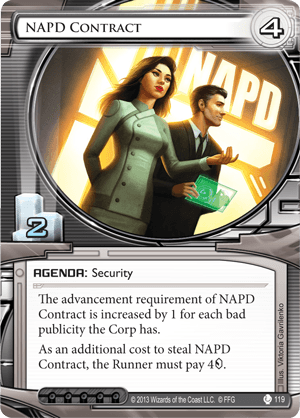 NAPD Contract
4
NAPD
2
AGENDA: Security
The advancement requirement of NAPD
Contract is increased by 1 for each bad
publicity the Corp has.
As an additional cost to steal NAPD
Contract, the Runner must pay 4
Illus. Viktoria Gavrilenko
© 2013 Wizards of the Coast LLC. © FFG
119